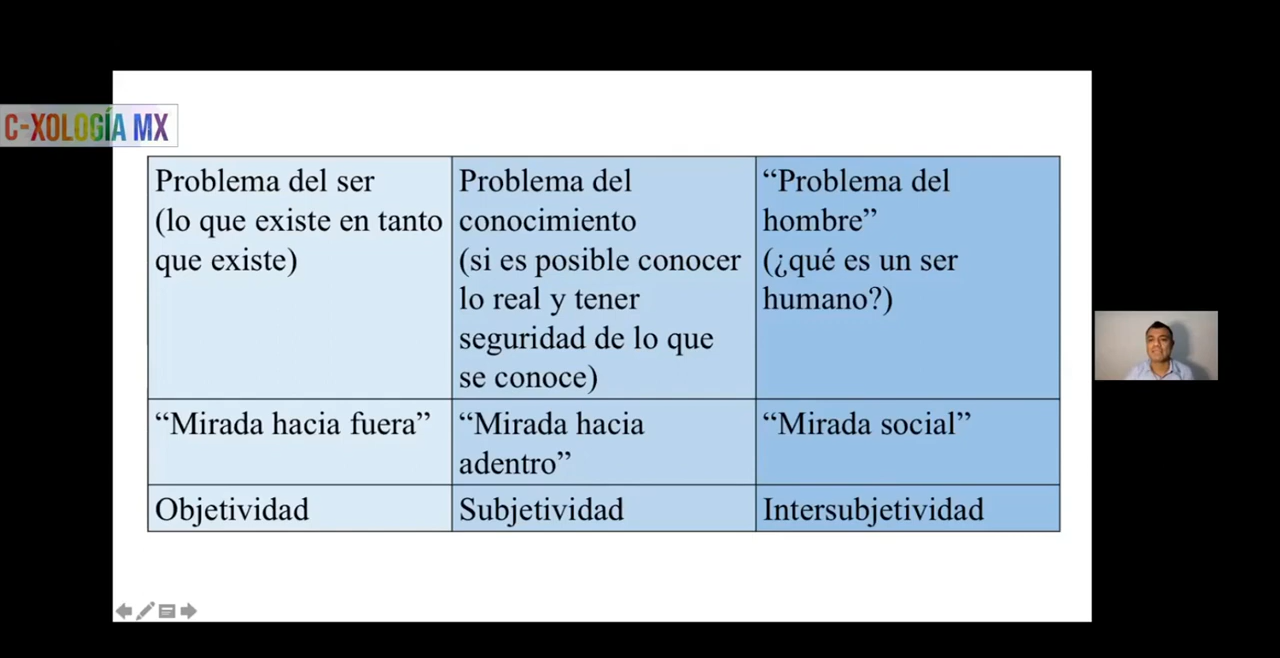 C-XOLOGÍA MX
Problema del ser
(lo que existe en tanto
que existe)
Problema del
conocimiento
(si es posible conocer
lo real y tener
seguridad de lo que
se conoce)
“Problema del
hombre”
(¿qué es un ser
humano?)
“Mirada hacia fuera”
“Mirada hacia
adentro”
“Mirada social”
Objetividad
Subjetividad
Intersubjetividad